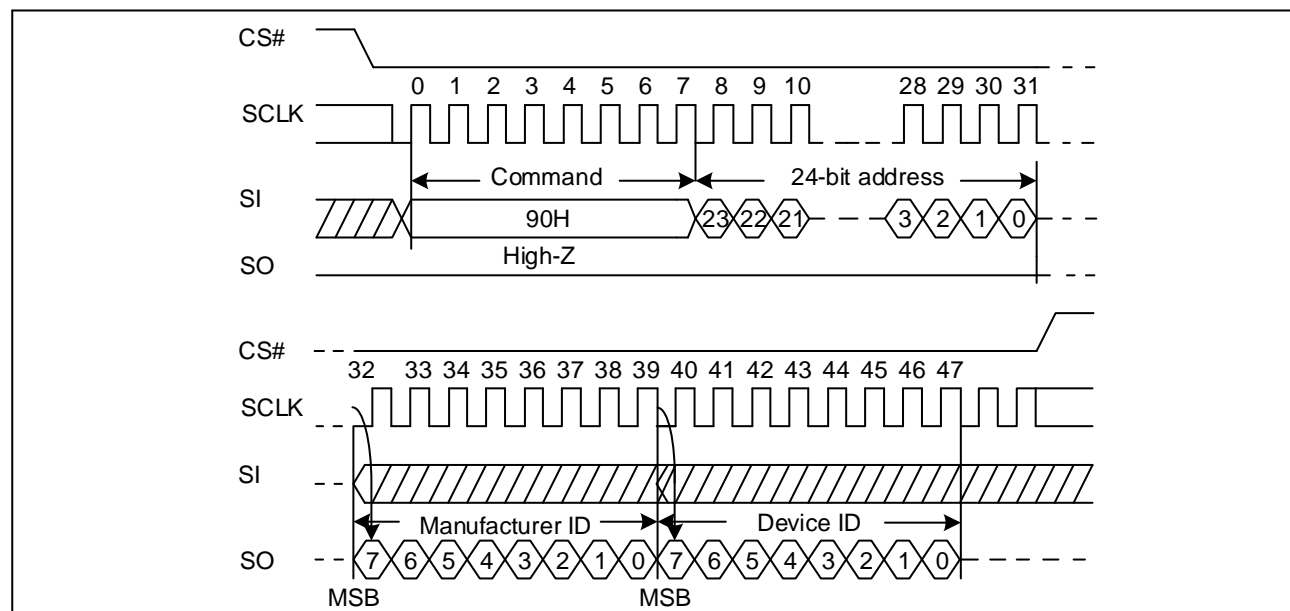 CS#
0 1 2 3 4 5 6 7 8 9 10 28 29 30 31
SCLK
Command 24-bit address
SI
90H 23 22 21 3 2 1 0
High-Z
SO
CS#
32 33 34 35 36 37 38 39 40 41 42 43 44 45 46 47
SCLK
SI
Manufacturer ID Device ID
SO 7 6 5 4 3 2 1 0 7 6 5 4 3 2 1 0
MSB MSB